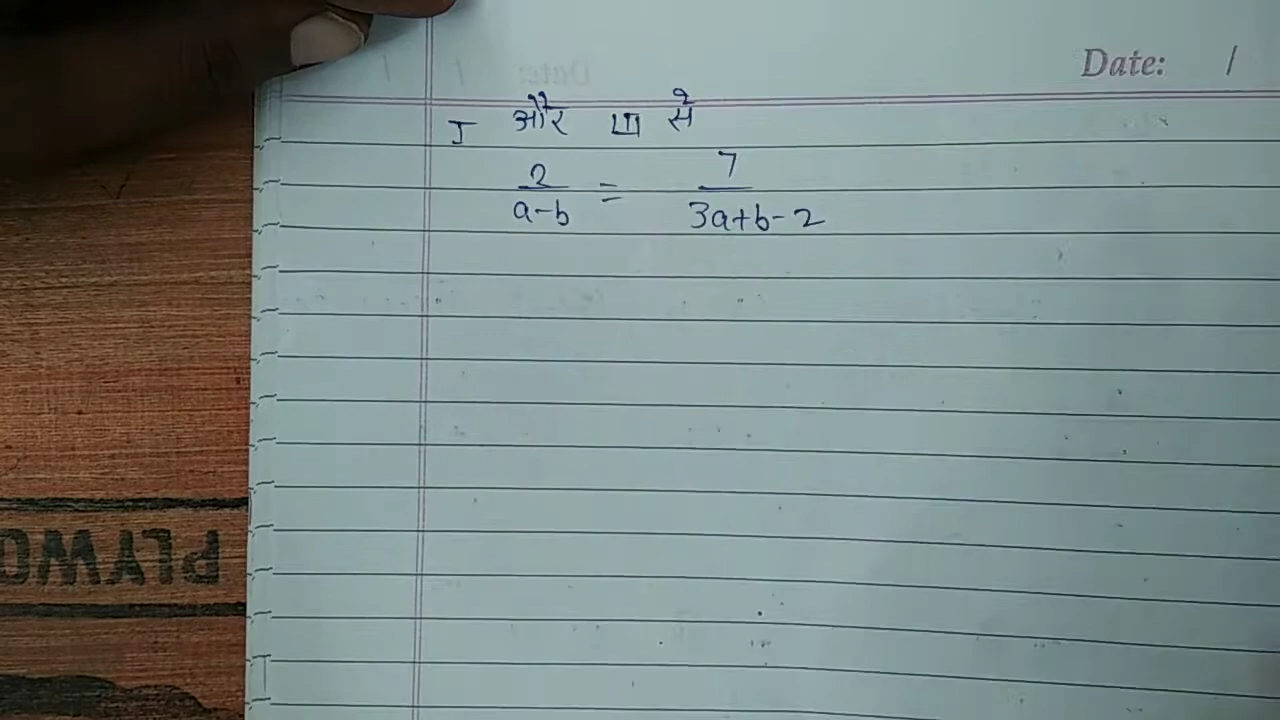 Date: /
I और III से
2/a-b = 7/3a+b-2
PLYWO